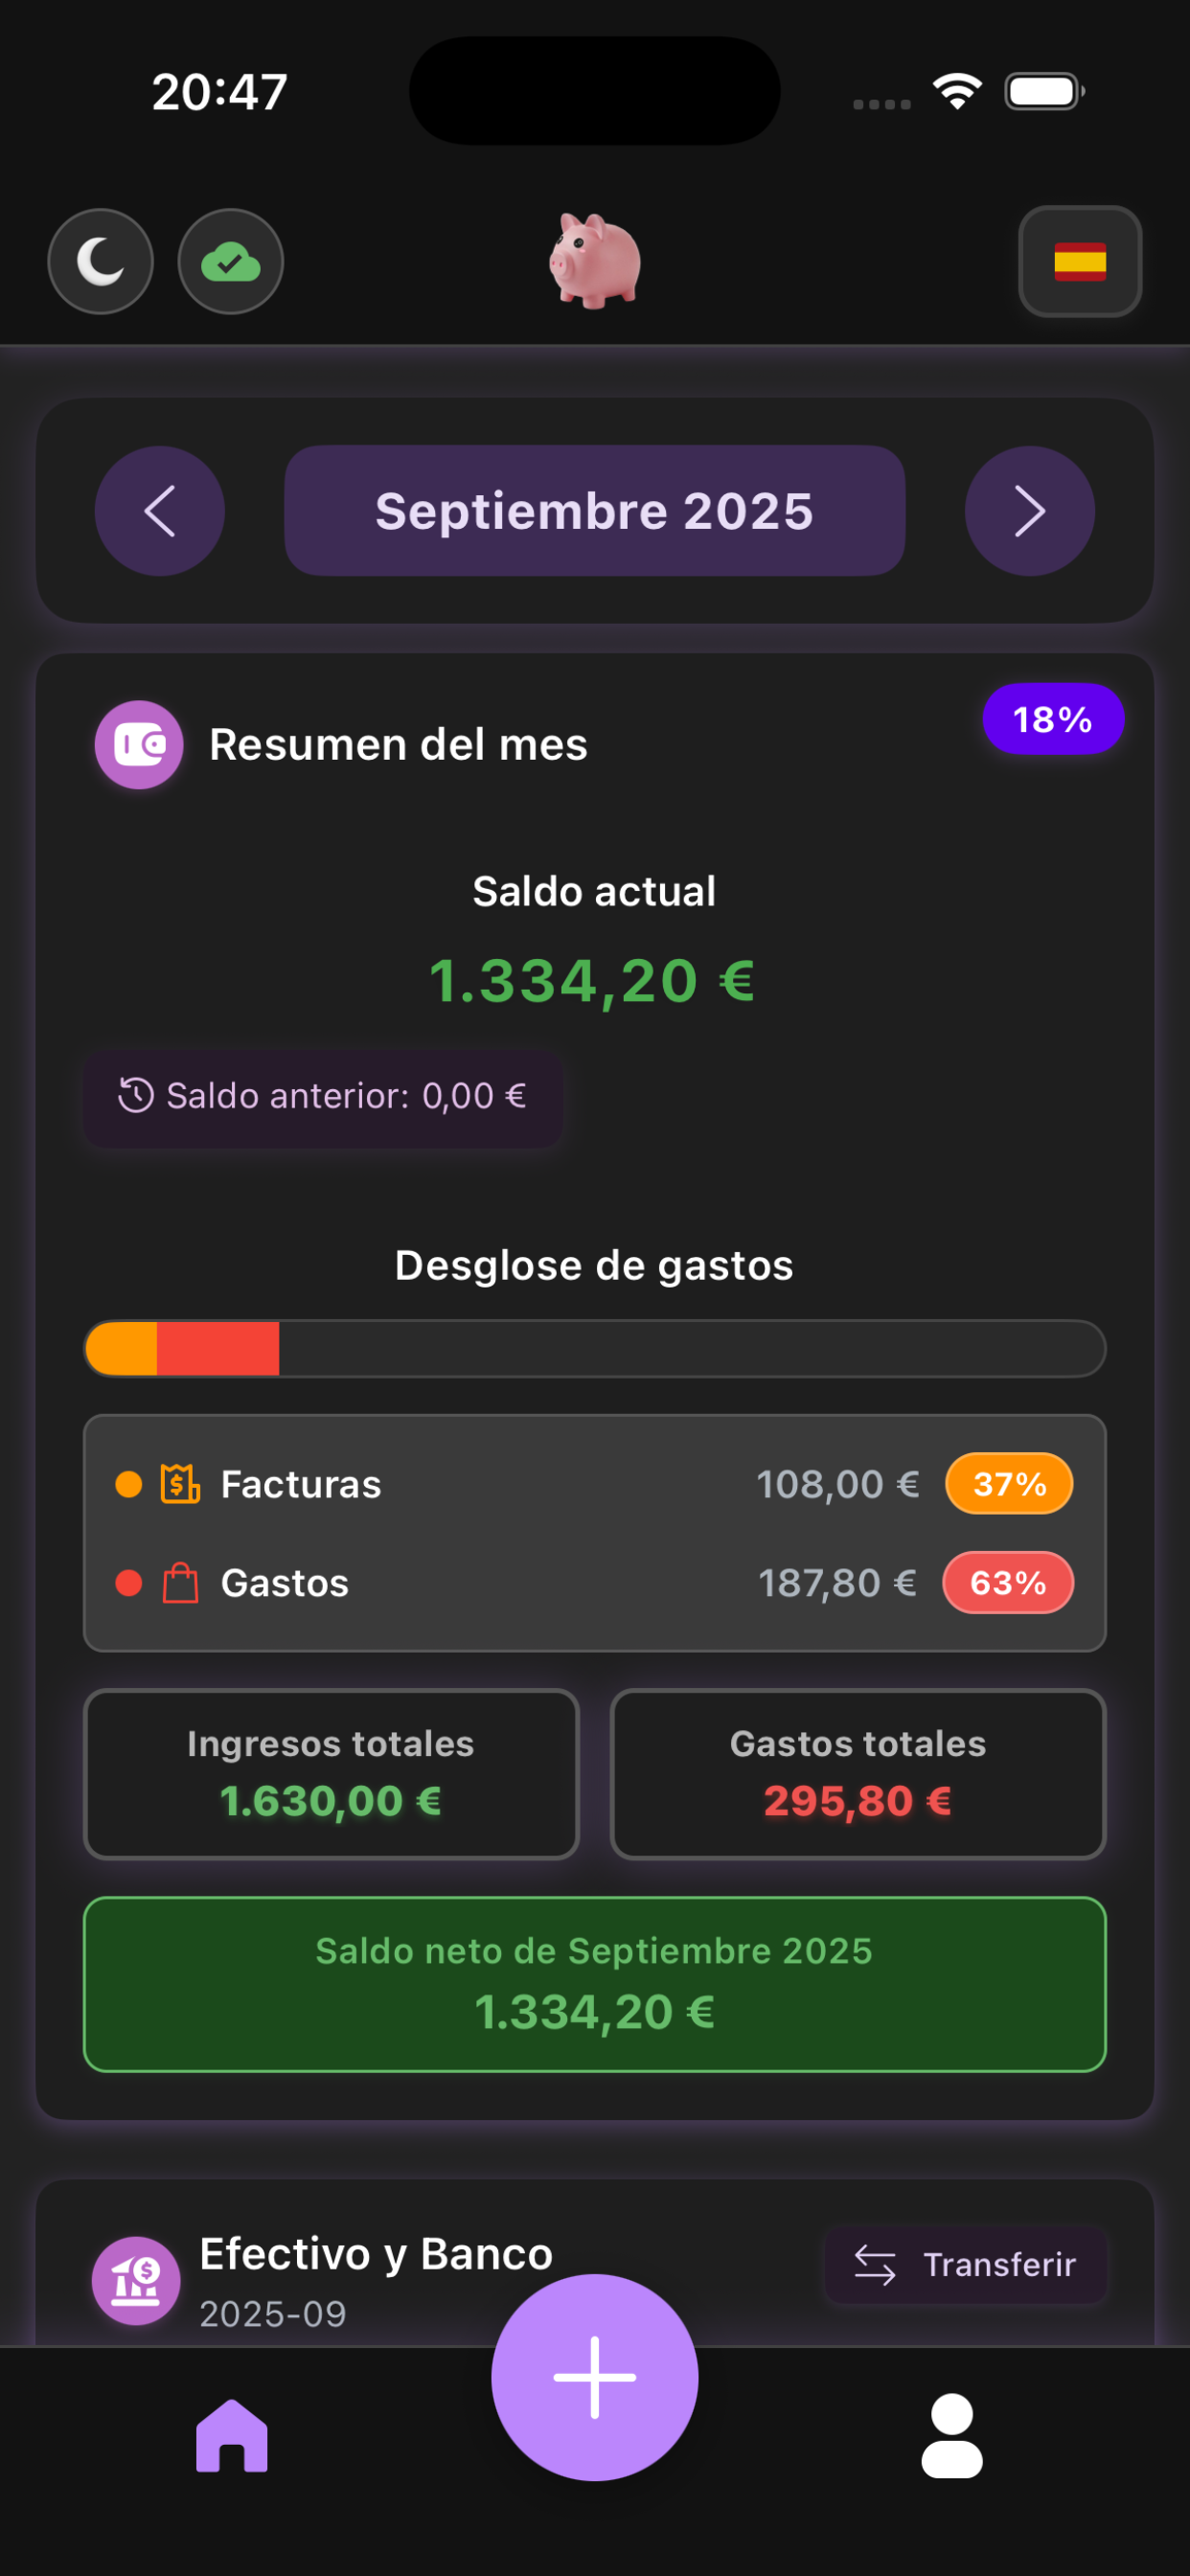 20:47
Septiembre 2025
Resumen del mes
18%
Saldo actual
1.334,20 €
Saldo anterior: 0,00 €
Desglose de gastos
Facturas 108,00 € 37%
Gastos 187,80 € 63%
Ingresos totales
1.630,00 €
Gastos totales
295,80 €
Saldo neto de Septiembre 2025
1.334,20 €
Efectivo y Banco
2025-09
Transferir